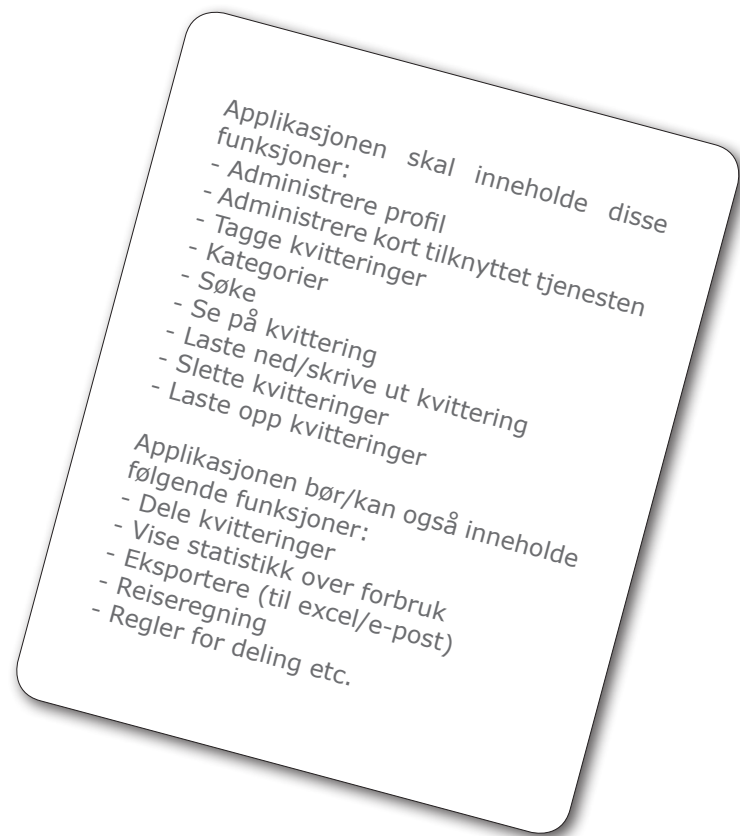 Applikasjonen skal inneholde disse
funksjoner:
- Administrere profil
- Administrere kort tilknyttet tjenesten
- Tagge kvitteringer
- Kategorier
- Søke
- Se på kvittering
- Laste ned/skrive ut kvittering
- Slette kvitteringer
- Laste opp kvitteringer
Applikasjonen bør/kan også inneholde
følgende funksjoner:
- Dele kvitteringer
- Vise statistikk over forbruk
- Eksportere (til excel/e-post)
- Reiseregning
- Regler for deling etc.